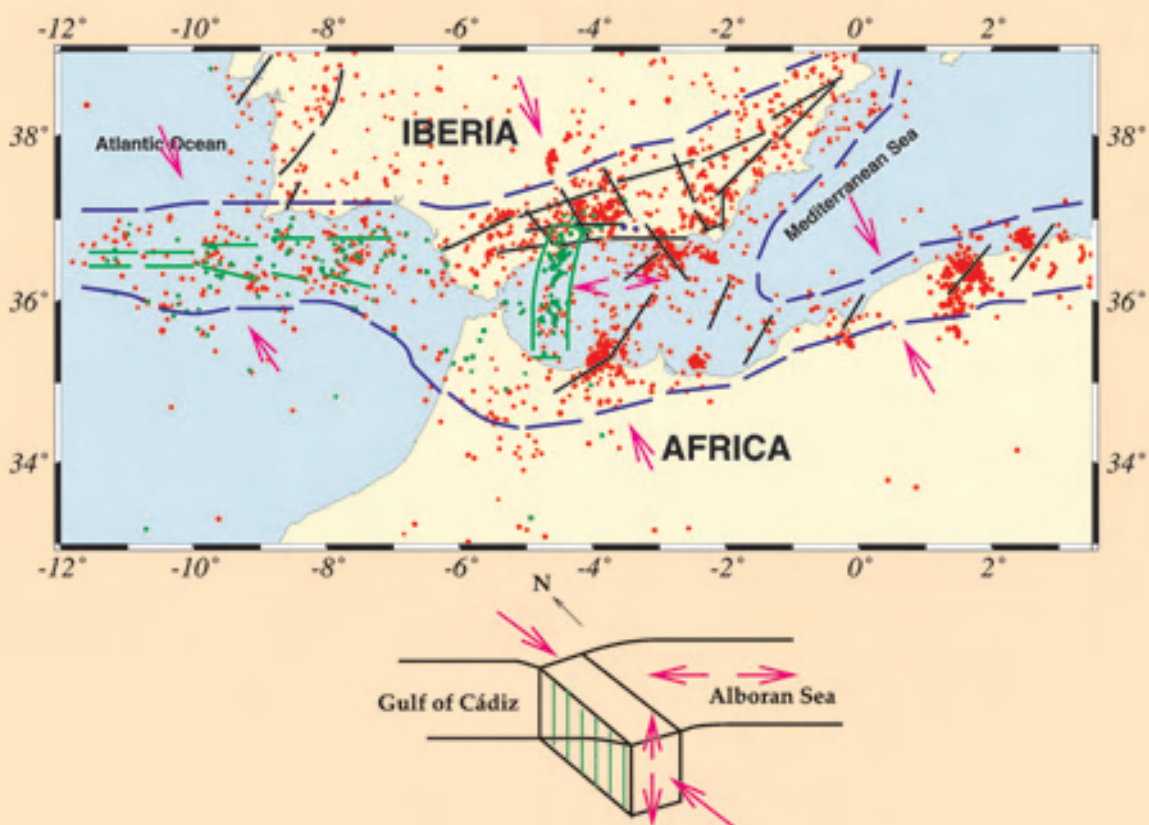 -12° -10° -8° -6° -4° -2° 0° 2°
38° Atlantic Ocean IBERIA 38°
Mediterranean Sea
36° 36°
34° AFRICA 34°
-12° -10° -8° -6° -4° -2° 0° 2°
N
Gulf of Cádiz Alboran Sea